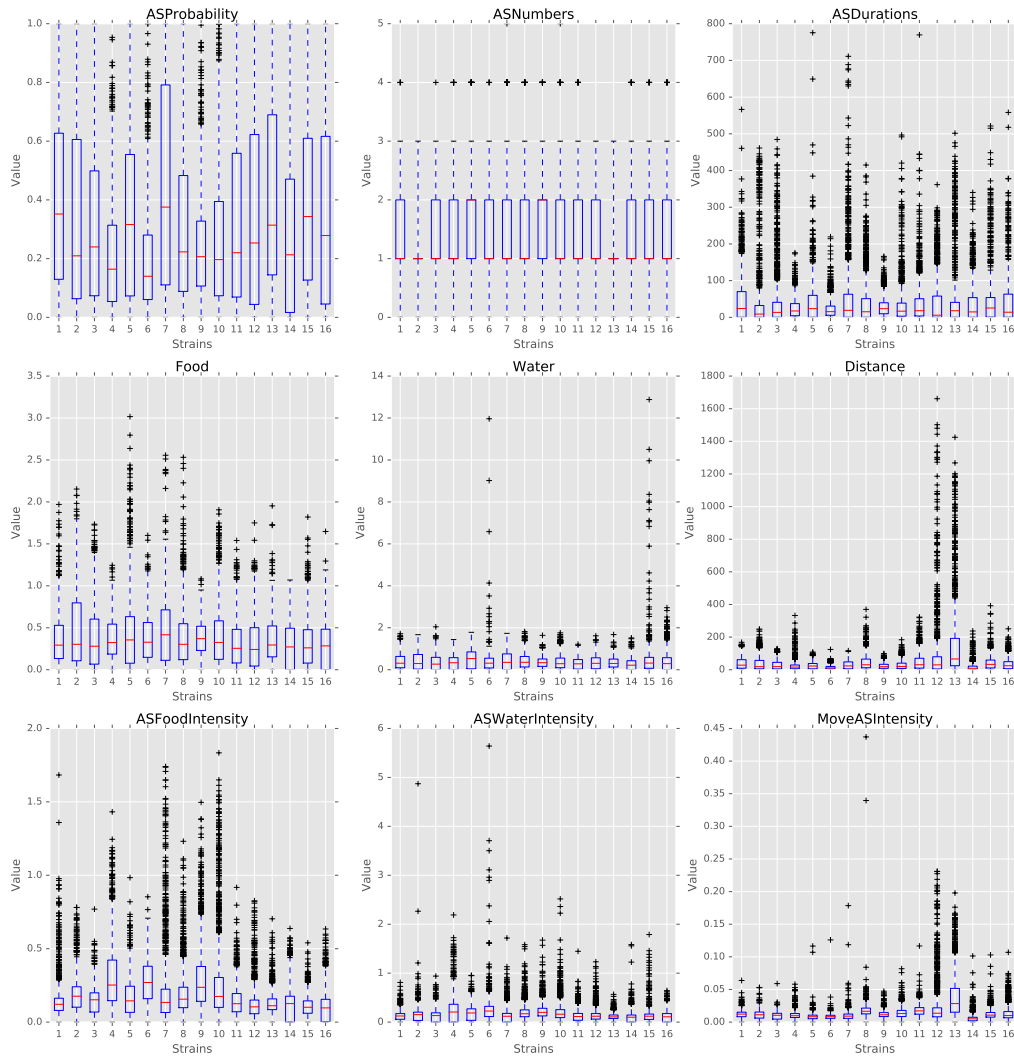 ASProbability
Value
1.0
0.8
0.6
0.4
0.2
0.0
1 2 3 4 5 6 7 8 9 10 11 12 13 14 15 16
Strains
ASNumbers
Value
5
4
3
2
1
0
1 2 3 4 5 6 7 8 9 10 11 12 13 14 15 16
Strains
ASDurations
Value
800
700
600
500
400
300
200
100
0
1 2 3 4 5 6 7 8 9 10 11 12 13 14 15 16
Strains
Food
Value
3.5
3.0
2.5
2.0
1.5
1.0
0.5
0.0
1 2 3 4 5 6 7 8 9 10 11 12 13 14 15 16
Strains
Water
Value
14
12
10
8
6
4
2
0
1 2 3 4 5 6 7 8 9 10 11 12 13 14 15 16
Strains
Distance
Value
1800
1600
1400
1200
1000
800
600
400
200
0
1 2 3 4 5 6 7 8 9 10 11 12 13 14 15 16
Strains
ASFoodIntensity
Value
2.0
1.5
1.0
0.5
0.0
1 2 3 4 5 6 7 8 9 10 11 12 13 14 15 16
Strains
ASWaterIntensity
Value
6
5
4
3
2
1
0
1 2 3 4 5 6 7 8 9 10 11 12 13 14 15 16
Strains
MoveASIntensity
Value
0.45
0.40
0.35
0.30
0.25
0.20
0.15
0.10
0.05
0.00
1 2 3 4 5 6 7 8 9 10 11 12 13 14 15 16
Strains